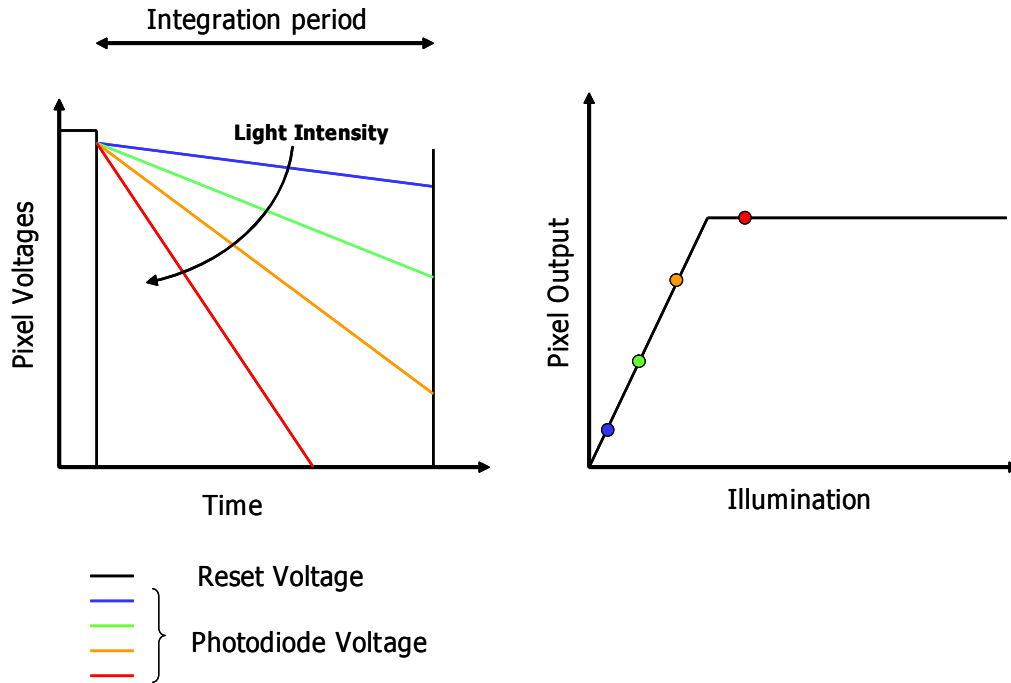 Integration period
Light Intensity
Pixel Voltages
Time
Pixel Output
Illumination
Reset Voltage
Photodiode Voltage